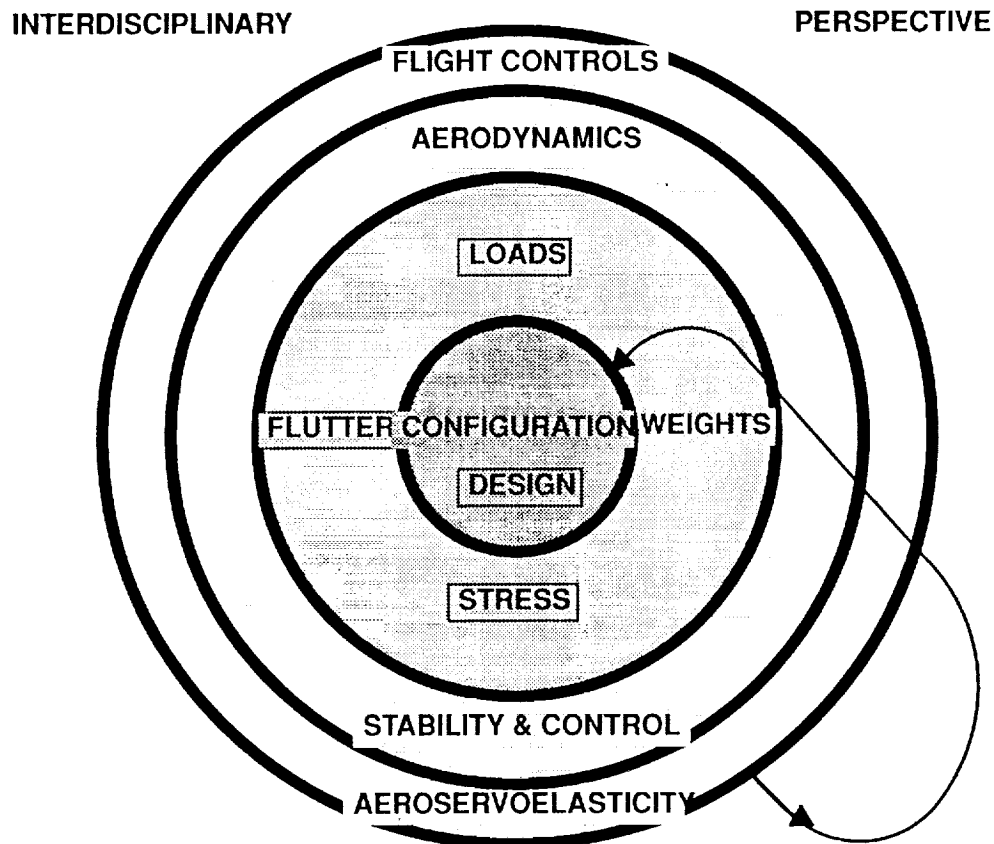 INTERDISCIPLINARY PERSPECTIVE
FLIGHT CONTROLS
AERODYNAMICS
LOADS
FLUTTER CONFIGURATION WEIGHTS
DESIGN
STRESS
STABILITY & CONTROL
AEROSERVOELASTICITY